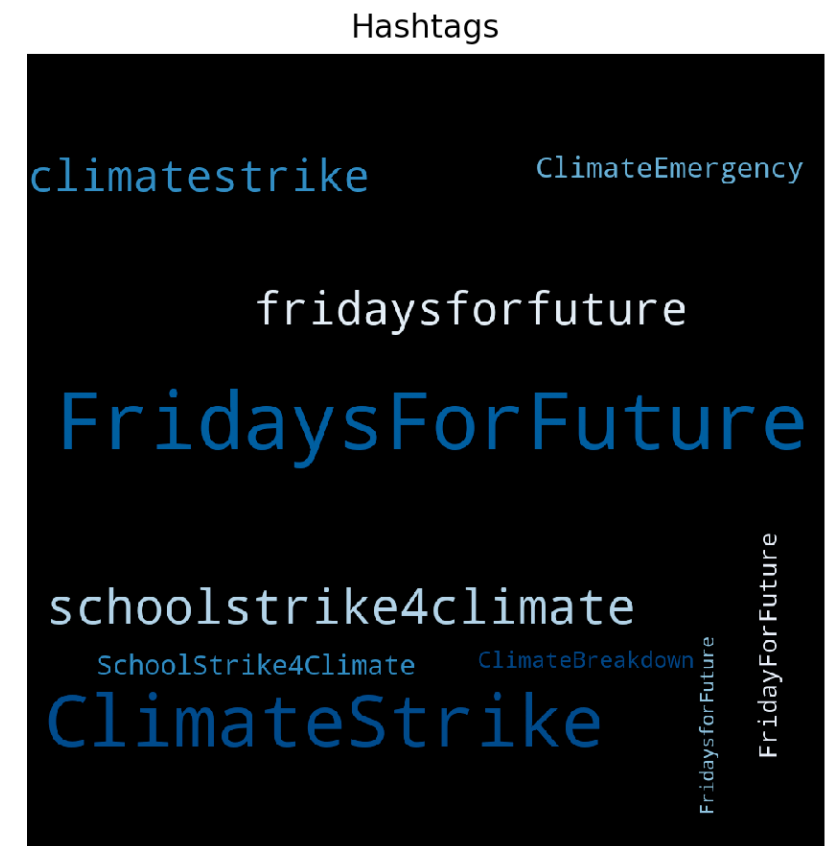 Hashtags
climatestrike
ClimateEmergency
fridaysforfuture
FridaysForFuture
schoolstrike4climate
SchoolStrike4Climate
ClimateBreakdown
ClimateStrike
FridaysforFuture
FridayForFuture